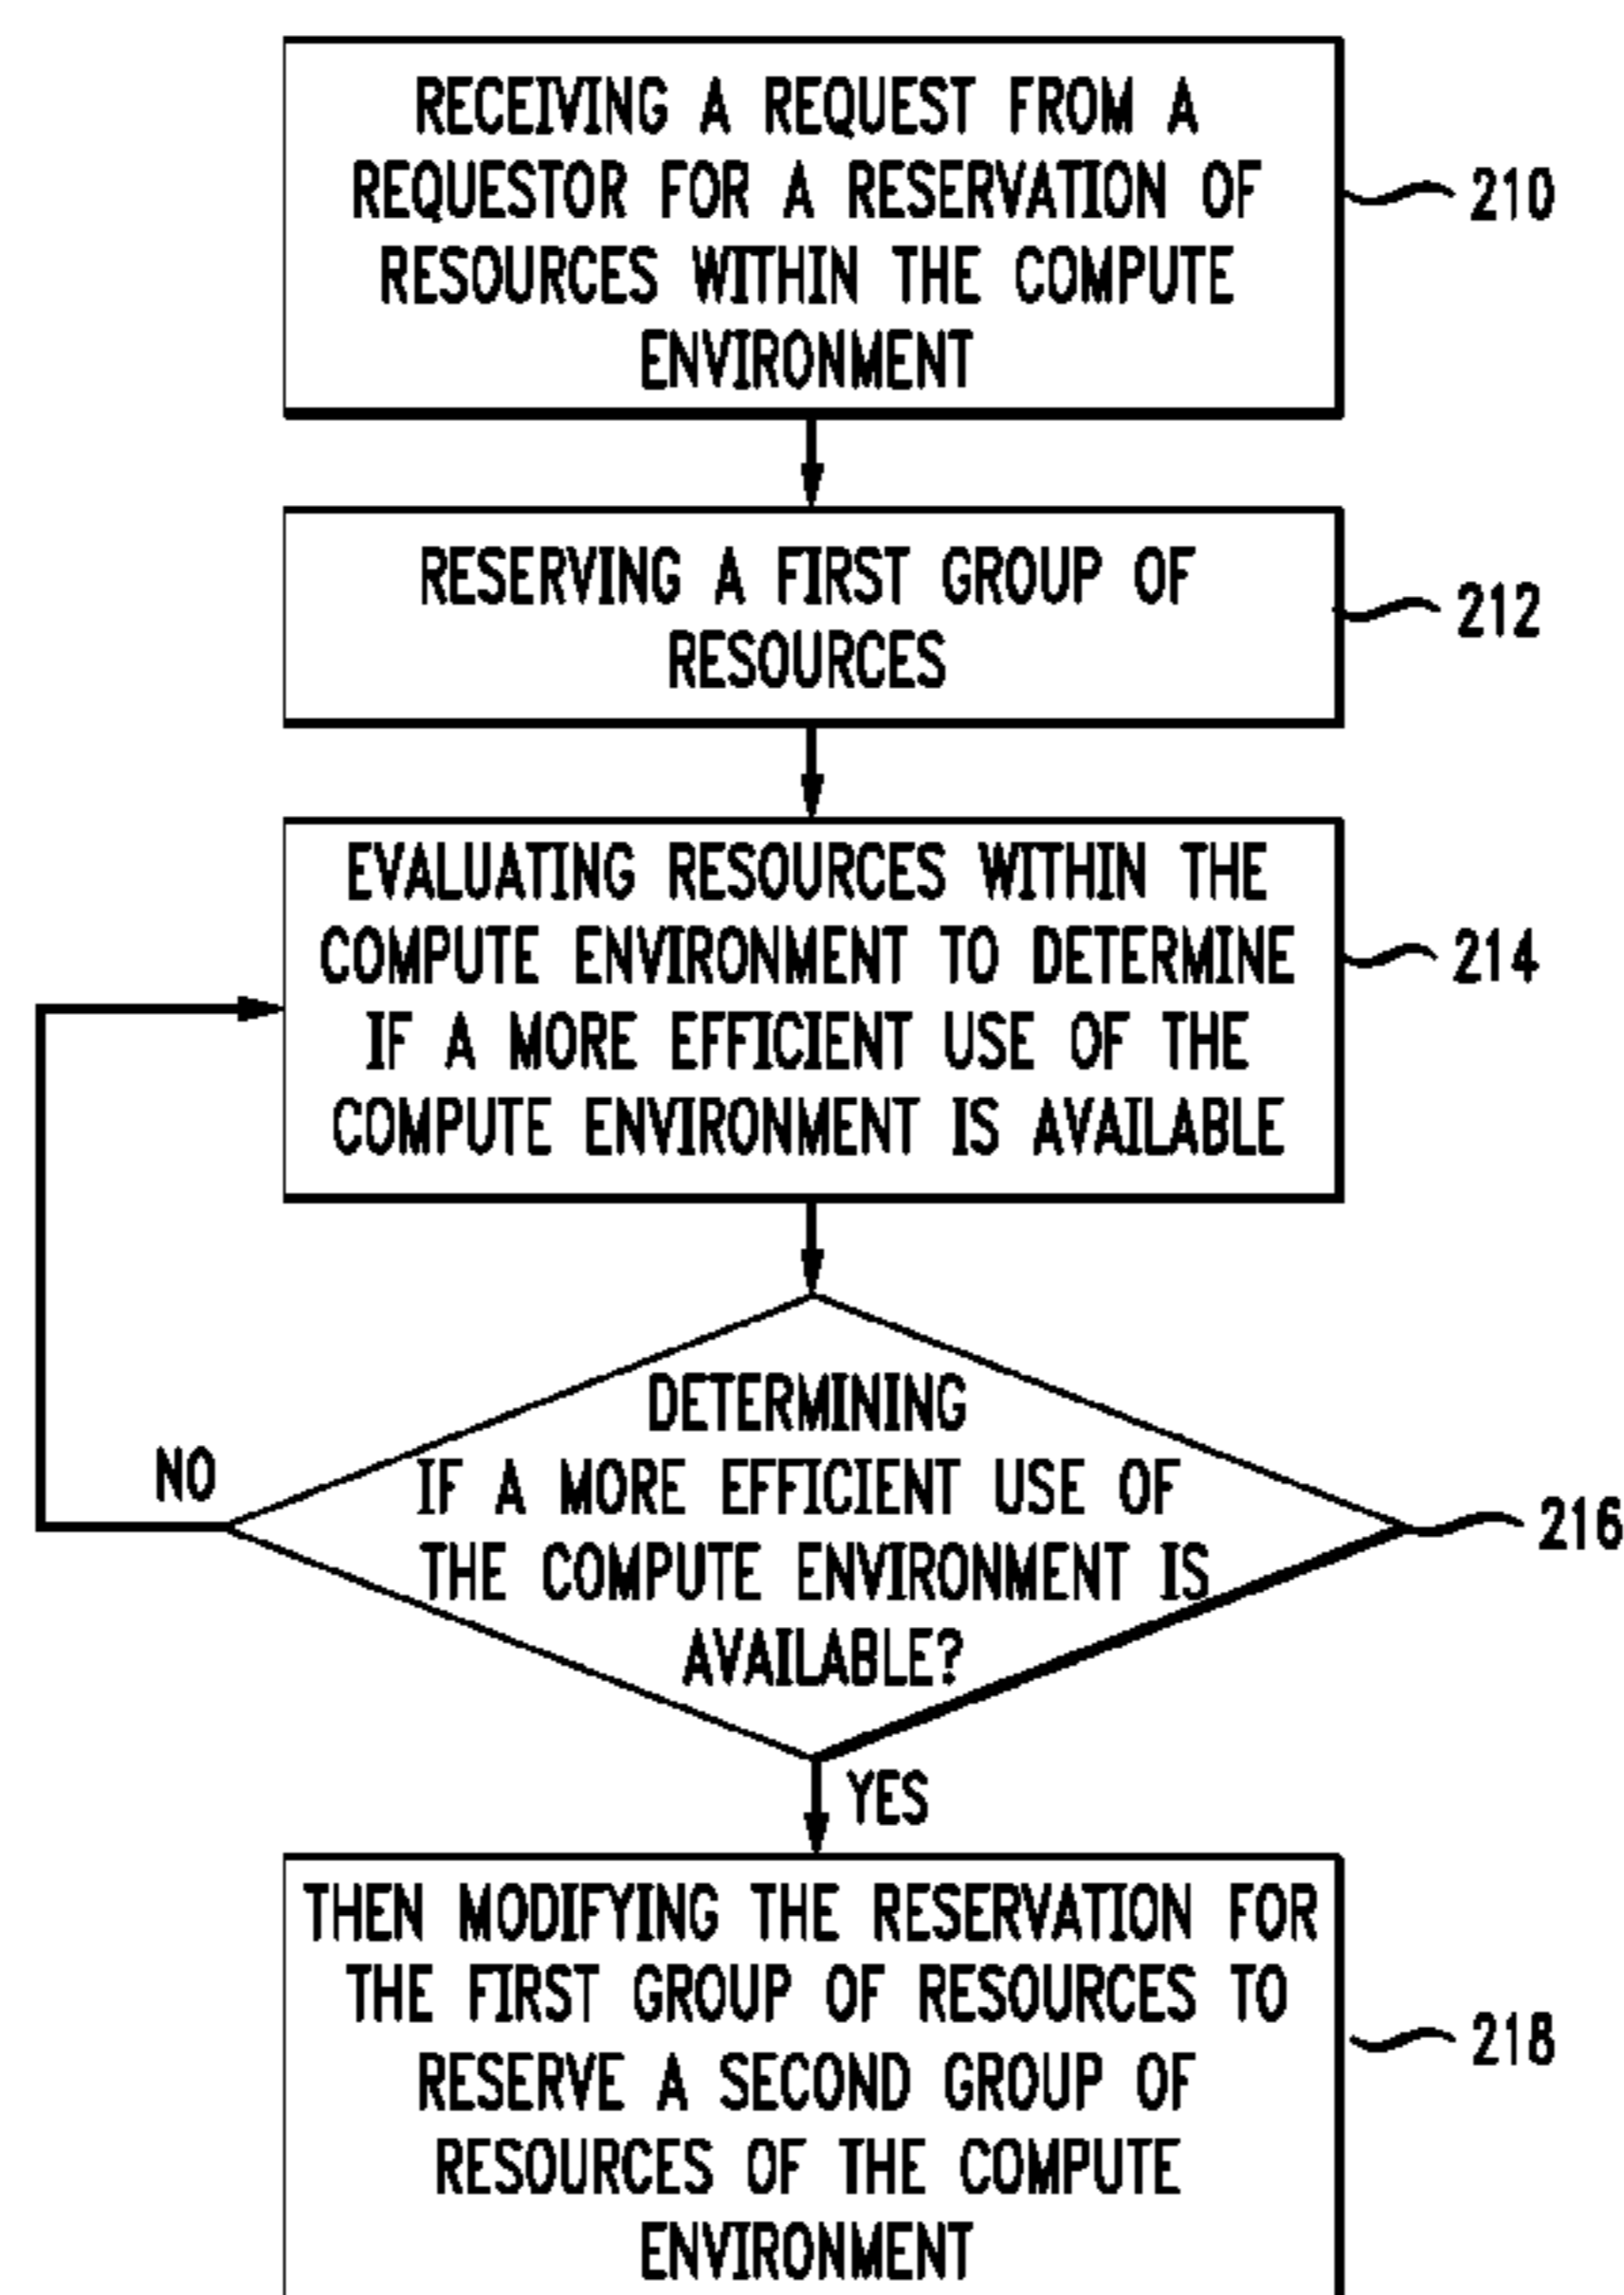 RECEIVING A REQUEST FROM A
REQUESTOR FOR A RESERVATION OF
RESOURCES WITHIN THE COMPUTE
ENVIRONMENT
210
RESERVING A FIRST GROUP OF
RESOURCES
212
EVALUATING RESOURCES WITHIN THE
COMPUTE ENVIRONMENT TO DETERMINE
IF A MORE EFFICIENT USE OF THE
COMPUTE ENVIRONMENT IS AVAILABLE
214
DETERMINING
IF A MORE EFFICIENT USE OF
THE COMPUTE ENVIRONMENT IS
AVAILABLE?
216
NO
YES
THEN MODIFYING THE RESERVATION FOR
THE FIRST GROUP OF RESOURCES TO
RESERVE A SECOND GROUP OF
RESOURCES OF THE COMPUTE
ENVIRONMENT
218